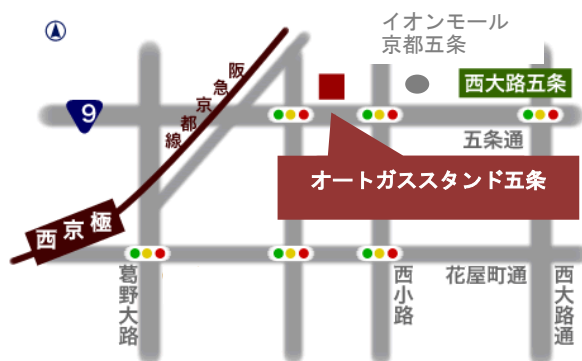 イオンモール
京都五条
阪急京都線
西大路五条
9
五条通
オートガススタンド五条
西京極
葛野大路
西小路
花屋町通
西大路通